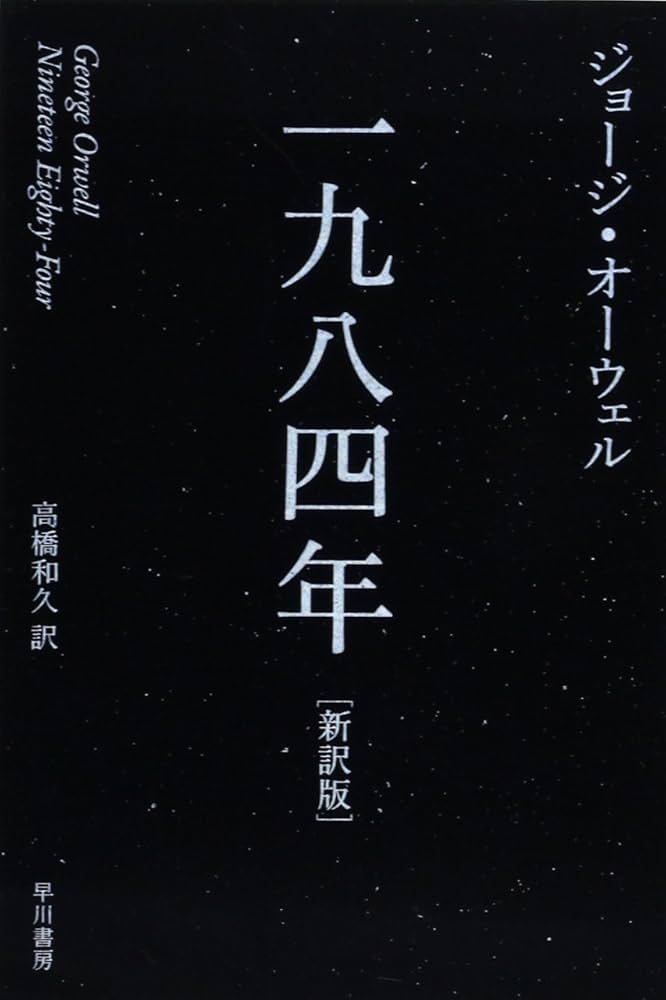 ジョージ・オーウェル
一九八四年
[新訳版]
George Orwell
Nineteen Eighty-Four
高橋和久 訳
早川書房